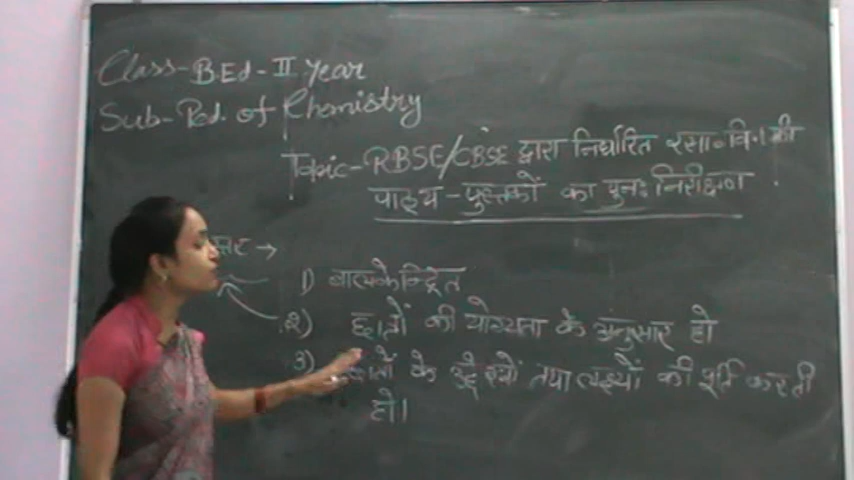 Class-B.Ed-II Year
Sub-Ped. of Chemistry
Topic-RBSE/CBSE द्वारा निर्धारित रसा० वि० की
पाठ्य-पुस्तकों का पुनः निरीक्षण
1) बालकेन्द्रित
२) छात्रों की योग्यता के अनुसार हो
3) के उद्देश्यों तथा लक्ष्यों की पूर्ति करती
हो।